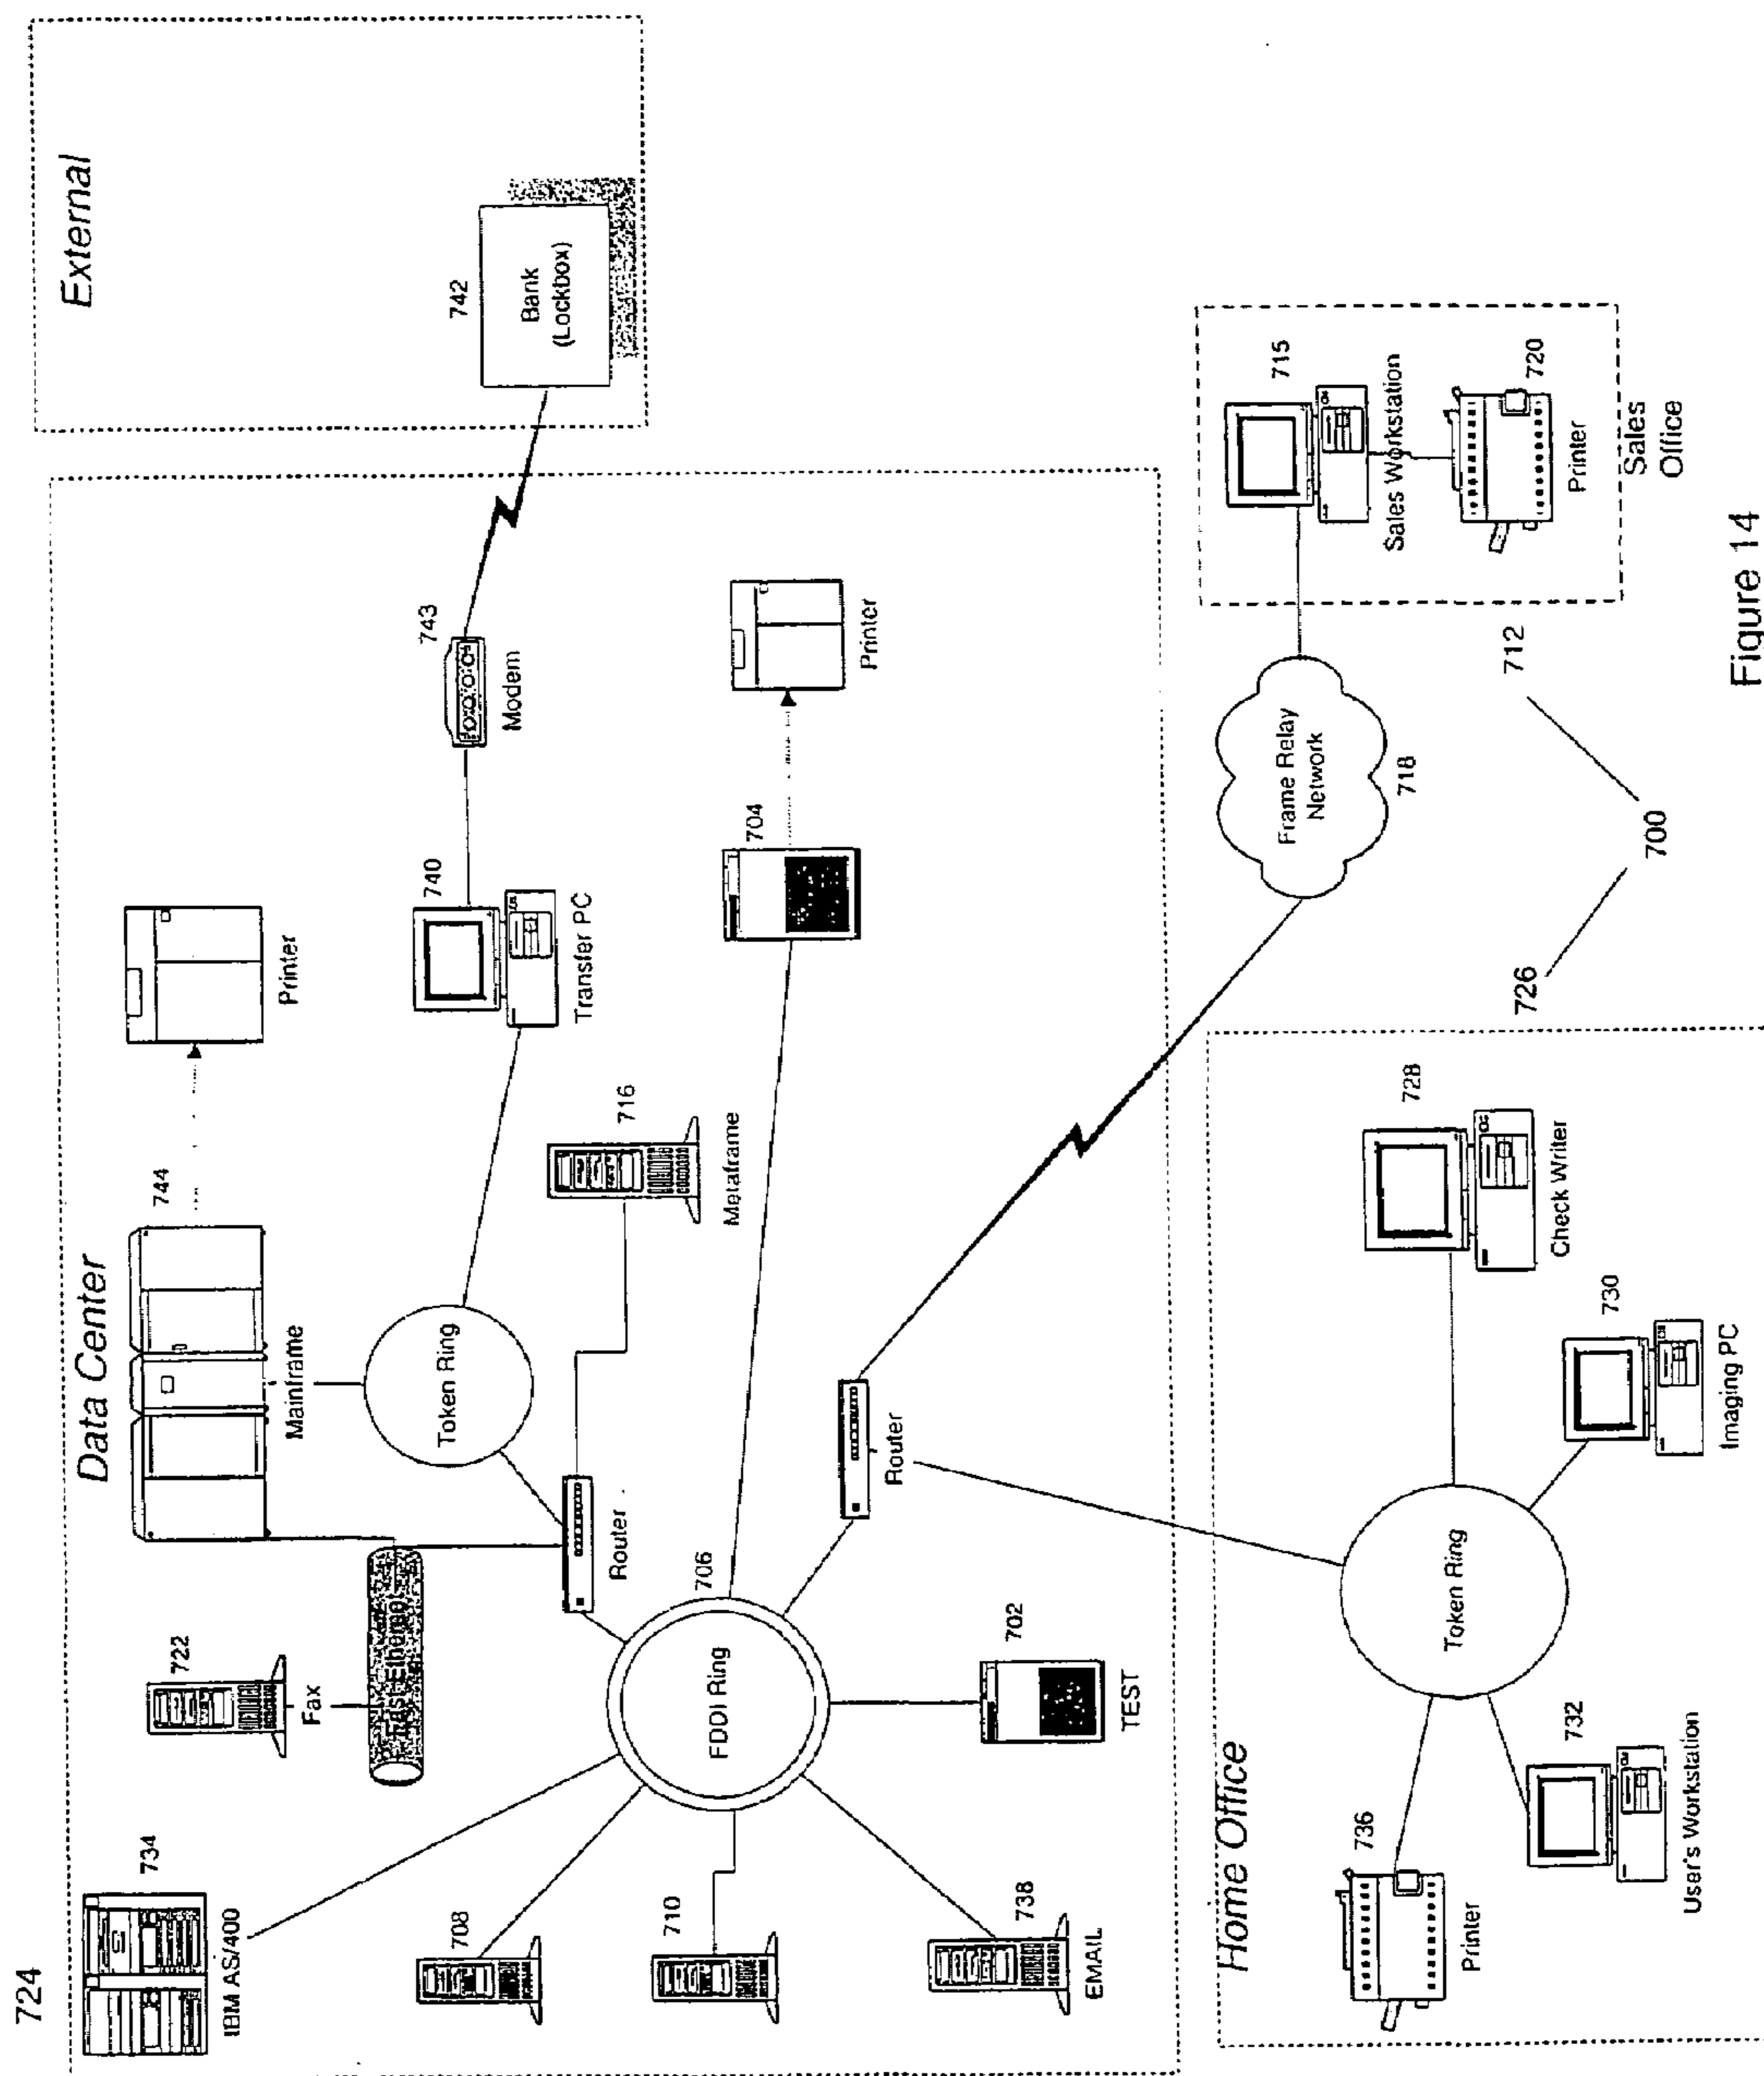 724
Data Center
External
IBM AS/400
734
722
Fax
Fast Ethernet
Mainframe
744
Printer
708
Token Ring
Router
716
Metaframe
740
Transfer PC
743
Modem
742
Bank
(Lockbox)
710
706
FDDI Ring
704
Printer
738
EMAIL
702
TEST
Router
Home Office
736
Printer
732
User's Workstation
Token Ring
730
Imaging PC
728
Check Writer
Frame Relay
Network
718
715
Sales Workstation
720
Printer
Sales
Office
726
700
712
Figure 14